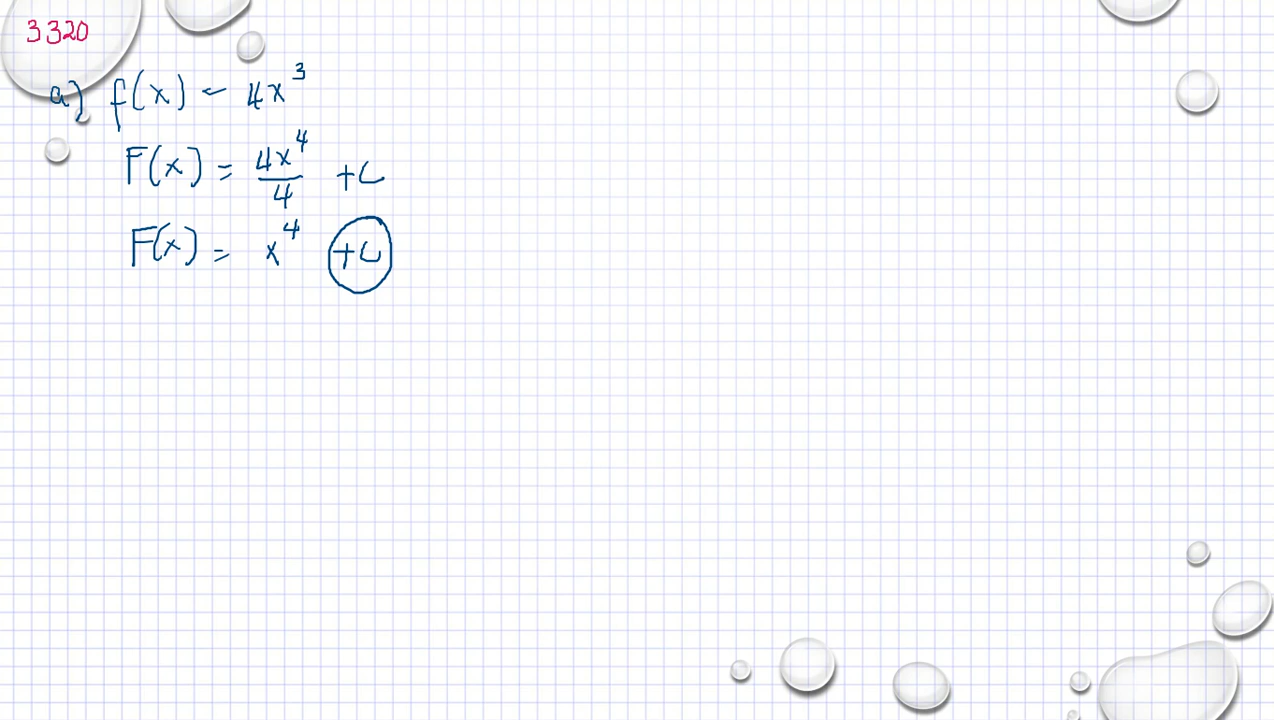 3320
a) f(x) = 4x³
F(x) = 4x⁴/4 + C
F(x) = x⁴ + C